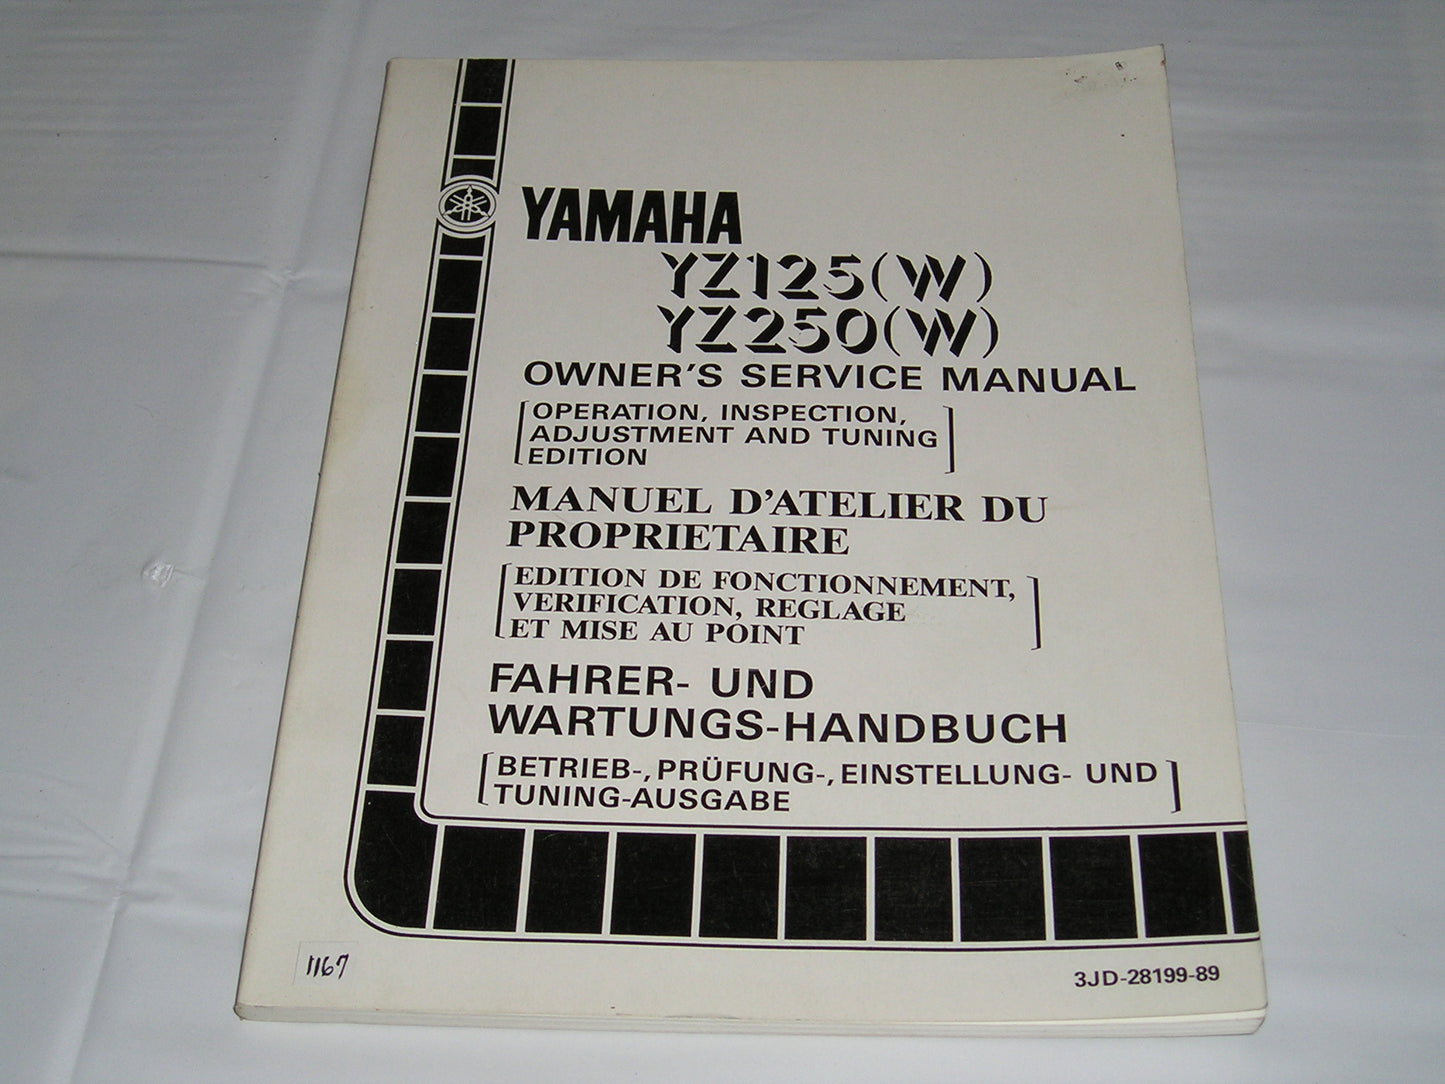 YAMAHA
YZ125(W)
YZ250(W)
OWNER'S SERVICE MANUAL
[OPERATION, INSPECTION,
ADJUSTMENT AND TUNING
EDITION]
MANUEL D'ATELIER DU
PROPRIETAIRE
[EDITION DE FONCTIONNEMENT,
VERIFICATION, REGLAGE
ET MISE AU POINT]
FAHRER- UND
WARTUNGS-HANDBUCH
[BETRIEB-, PRÜFUNG-, EINSTELLUNG- UND
TUNING-AUSGABE]
1167
3JD-28199-89